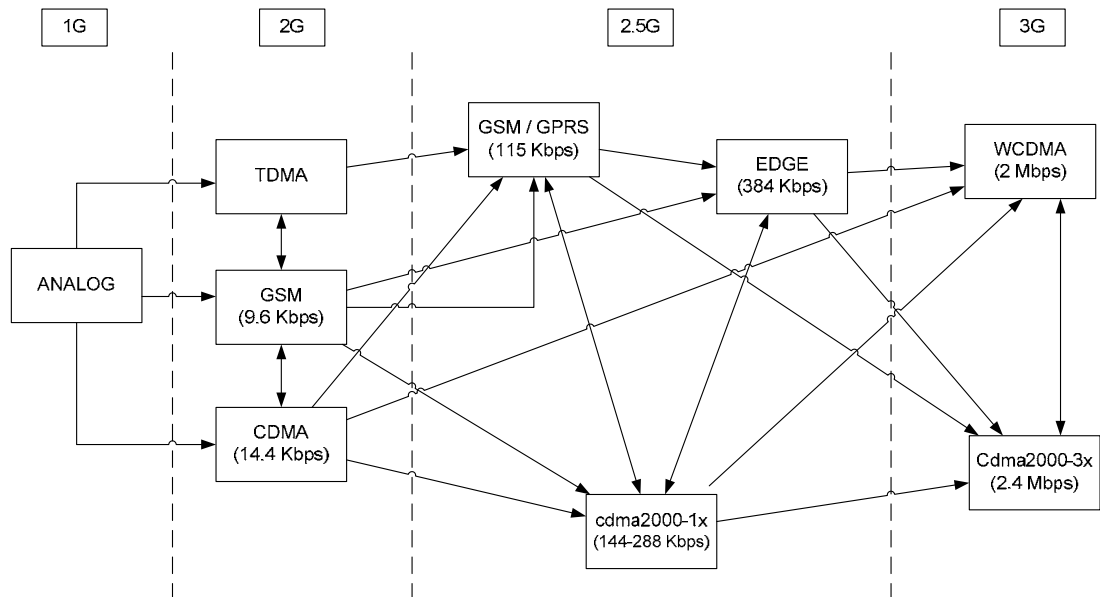 1G
2G
2.5G
3G
ANALOG
TDMA
GSM
(9.6 Kbps)
CDMA
(14.4 Kbps)
GSM / GPRS
(115 Kbps)
EDGE
(384 Kbps)
cdma2000-1x
(144-288 Kbps)
WCDMA
(2 Mbps)
Cdma2000-3x
(2.4 Mbps)